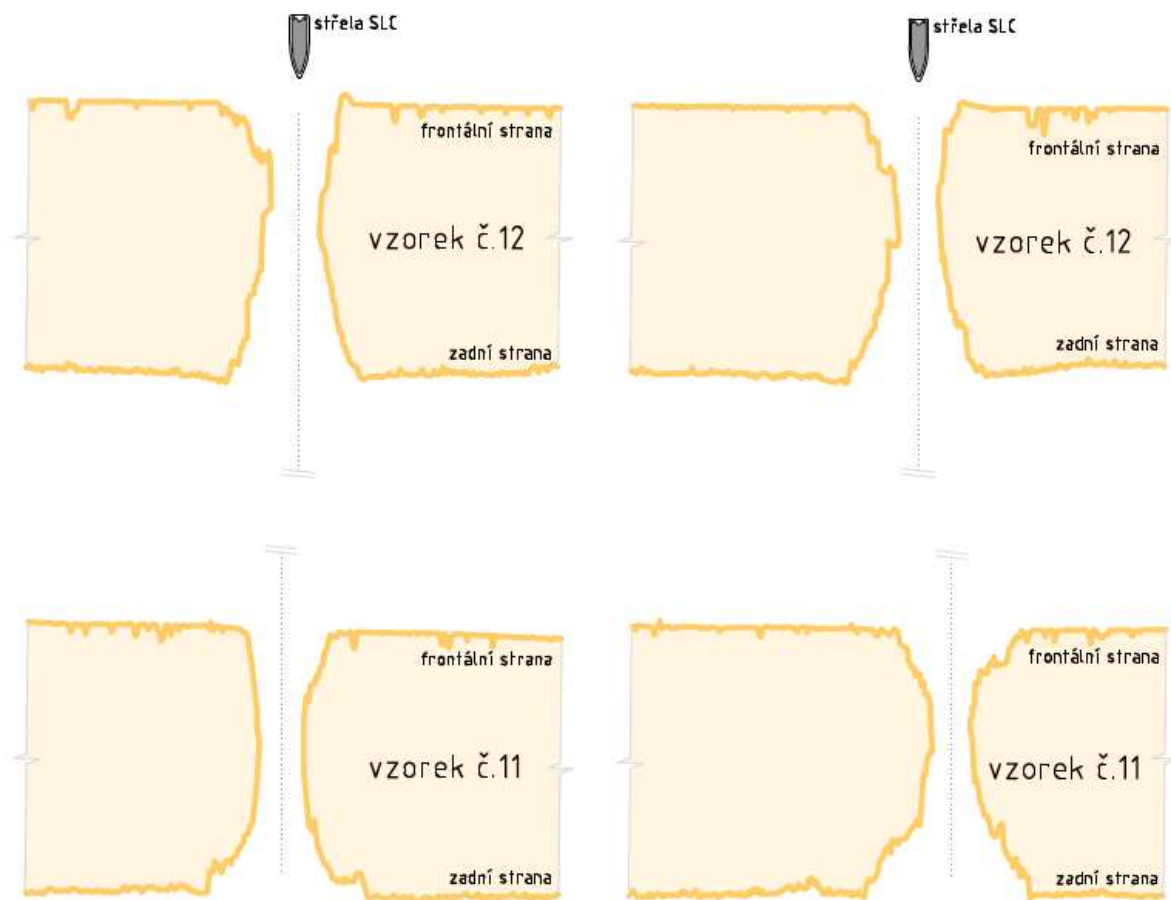 střela SLC
střela SLC
frontální strana
vzorek č.12
zadní strana
frontální strana
vzorek č.12
zadní strana
frontální strana
vzorek č.11
zadní strana
frontální strana
vzorek č.11
zadní strana